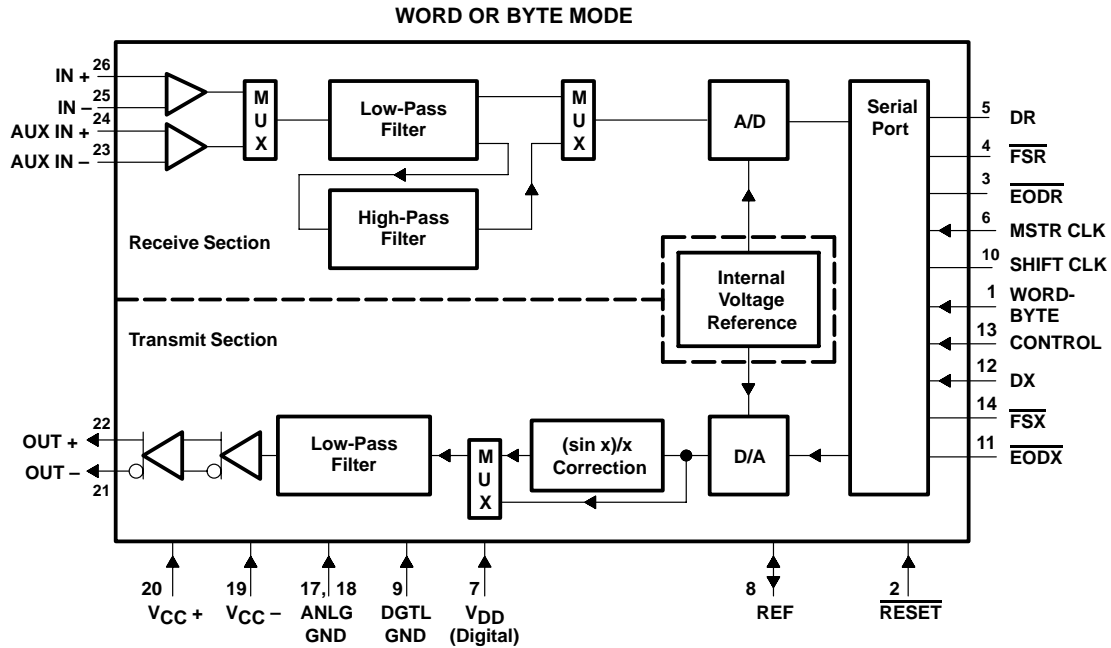 WORD OR BYTE MODE
IN +
26
IN –
25
AUX IN +
24
AUX IN –
23
M
U
X
Low-Pass
Filter
High-Pass
Filter
M
U
X
A/D
Serial
Port
5
DR
4
FSR
3
EODR
6
MSTR CLK
10
SHIFT CLK
1
WORD-
BYTE
13
CONTROL
12
DX
14
FSX
11
EODX
Receive Section
Internal
Voltage
Reference
Transmit Section
OUT +
22
OUT –
21
Low-Pass
Filter
M
U
X
(sin x)/x
Correction
D/A
20
VCC +
19
VCC –
17, 18
ANLG
GND
9
DGTL
GND
7
VDD
(Digital)
8
REF
2
RESET